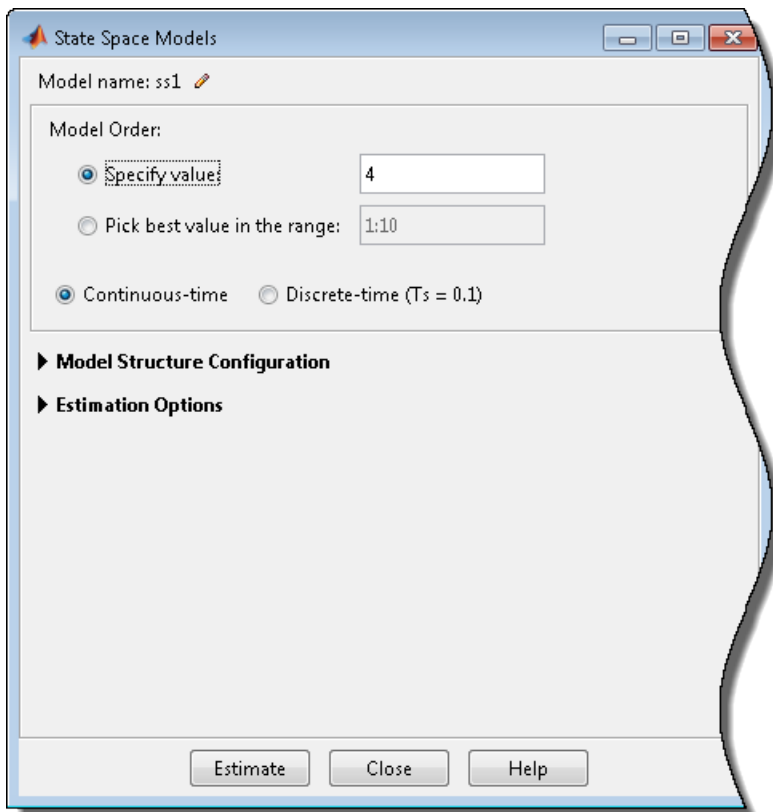 State Space Models
Model name: ss1
Model Order:
Specify value: 4
Pick best value in the range: 1:10
Continuous-time Discrete-time (Ts = 0.1)
Model Structure Configuration
Estimation Options
Estimate Close Help